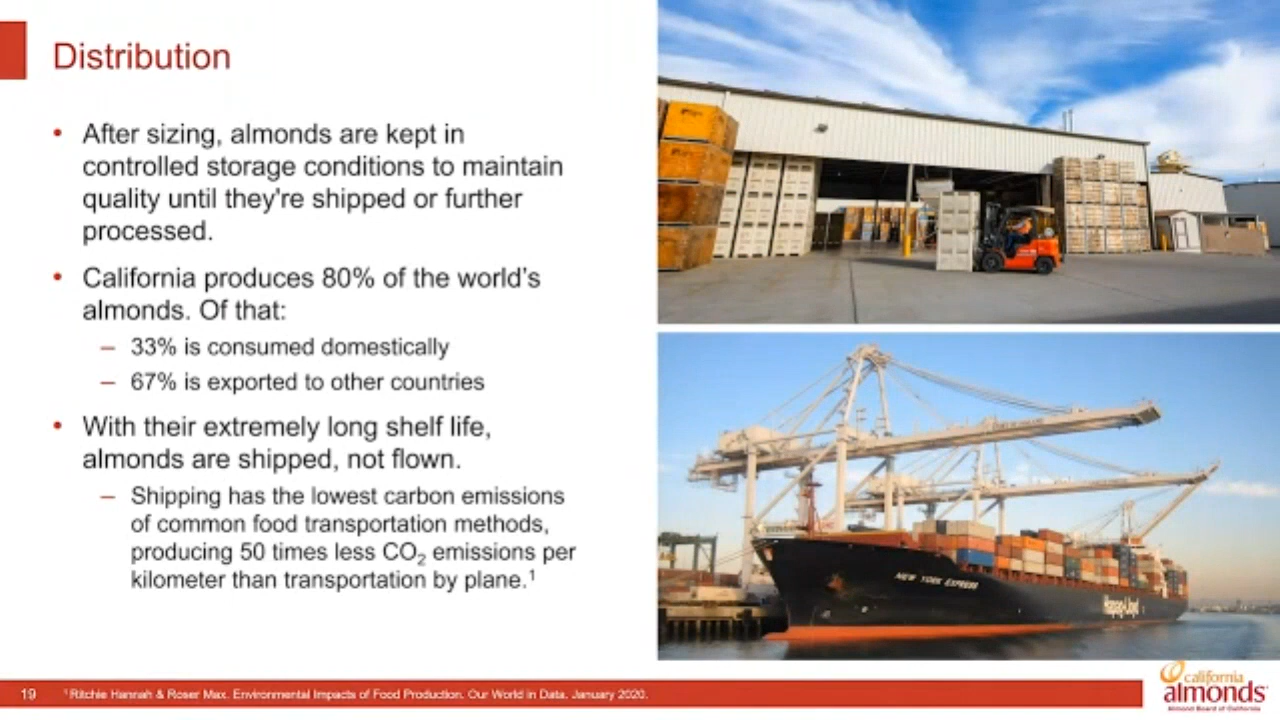 Distribution
• After sizing, almonds are kept in
controlled storage conditions to maintain
quality until they're shipped or further
processed.
• California produces 80% of the world's
almonds. Of that:
– 33% is consumed domestically
– 67% is exported to other countries
• With their extremely long shelf life,
almonds are shipped, not flown.
– Shipping has the lowest carbon emissions
of common food transportation methods,
producing 50 times less CO₂ emissions per
kilometer than transportation by plane.¹
NEW YORK EXPRESS
Hapag-Lloyd
19
¹ Ritchie Hannah & Roser Max. Environmental Impacts of Food Production. Our World in Data. January 2020.
california
almonds
Almond Board of California